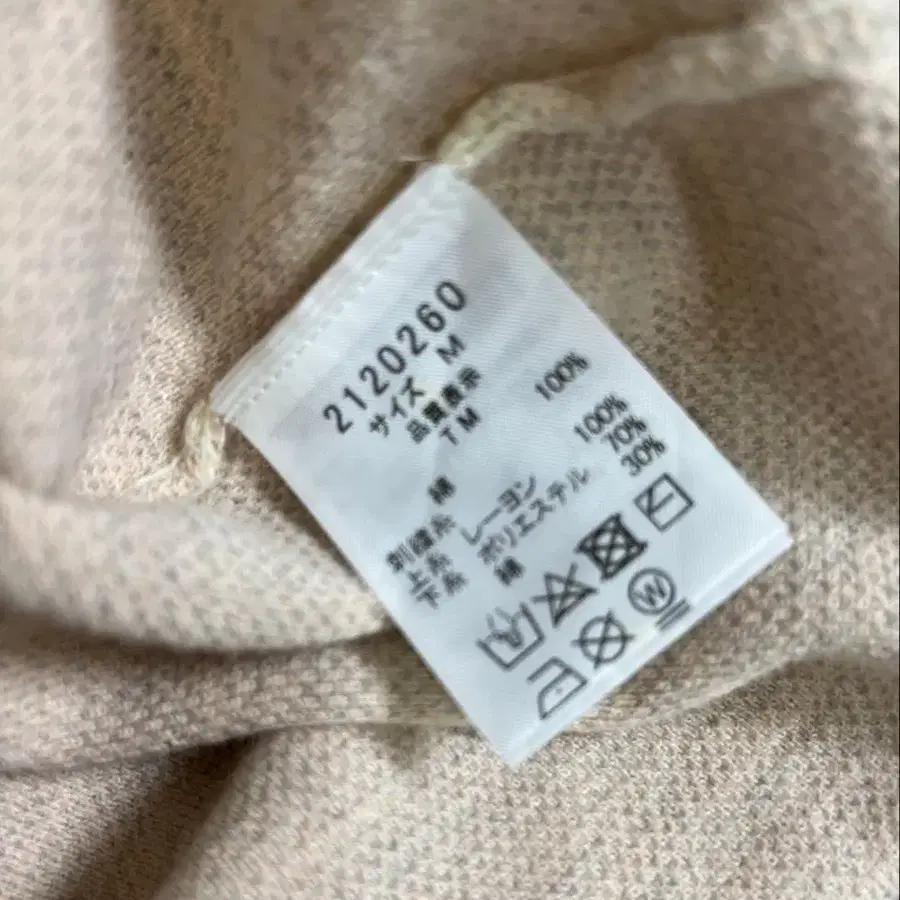 2120260
サイズ M
品質表示
TM
綿 100%
刺繍糸
上糸 レーヨン 100%
下糸 ポリエステル 70%
綿 30%
W